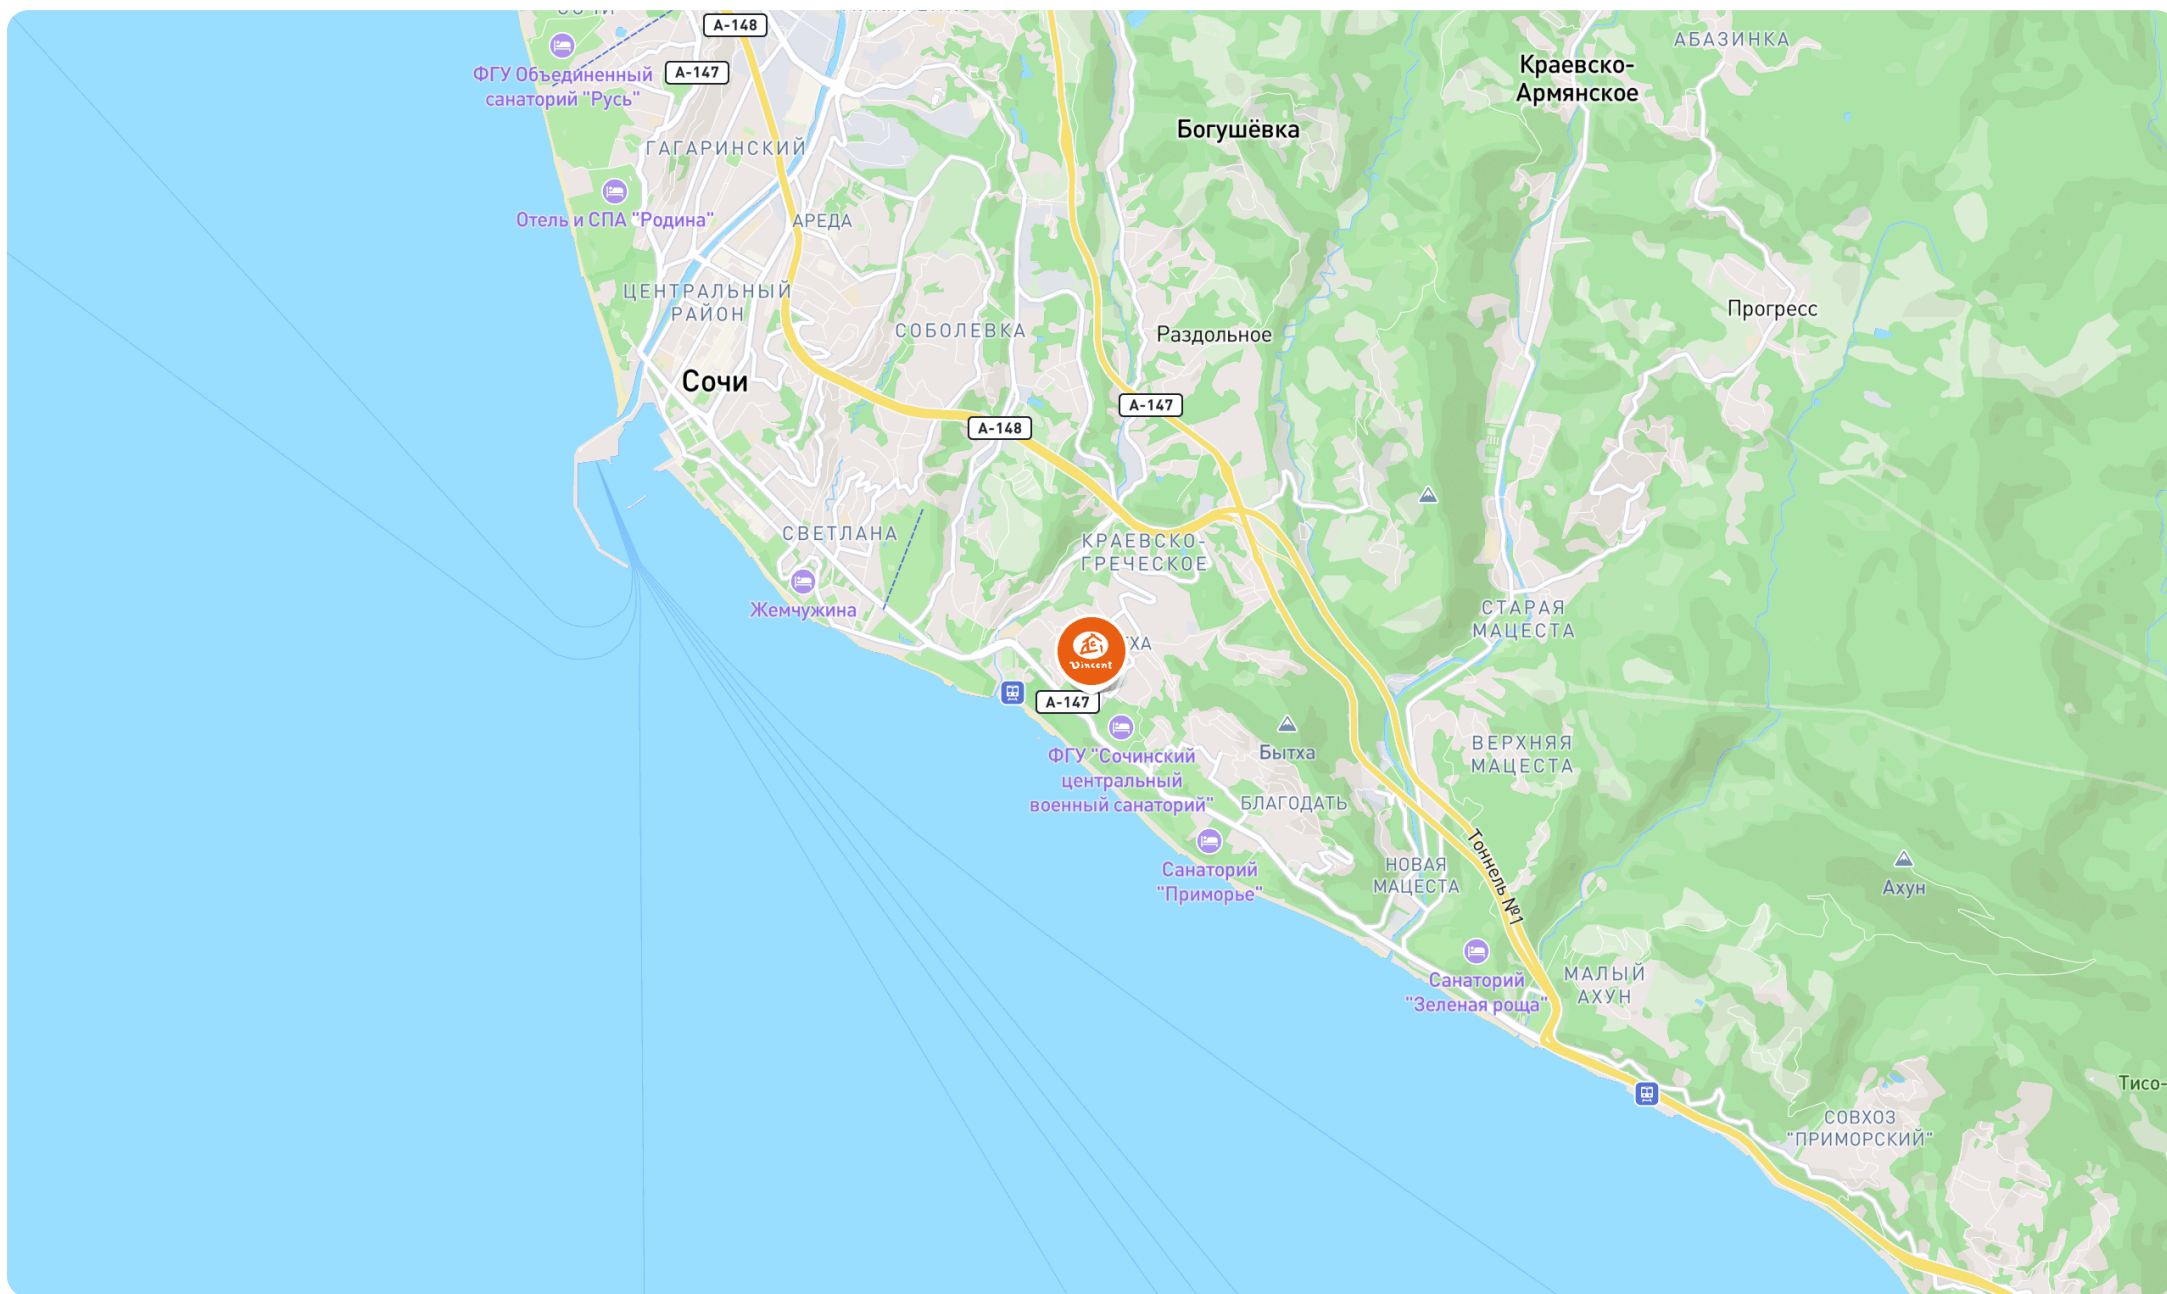 А-148
ФГУ Объединенный
санаторий "Русь"
А-147
Краевско-
Армянское
АБАЗИНКА
Богушёвка
ГАГАРИНСКИЙ
Отель и СПА "Родина"
АРЕДА
ЦЕНТРАЛЬНЫЙ
РАЙОН
СОБОЛЕВКА
Раздольное
Прогресс
Сочи
А-147
А-148
СВЕТЛАНА
КРАЕВСКО-
ГРЕЧЕСКОЕ
Жемчужина
СТАРАЯ
МАЦЕСТА
Vincent
ТХА
А-147
ФГУ "Сочинский
центральный
военный санаторий"
Бытха
ВЕРХНЯЯ
МАЦЕСТА
БЛАГОДАТЬ
Санаторий
"Приморье"
НОВАЯ
МАЦЕСТА
Тоннель №1
Ахун
Санаторий
"Зеленая роща"
МАЛЫЙ
АХУН
Тисо-
СОВХОЗ
"ПРИМОРСКИЙ"